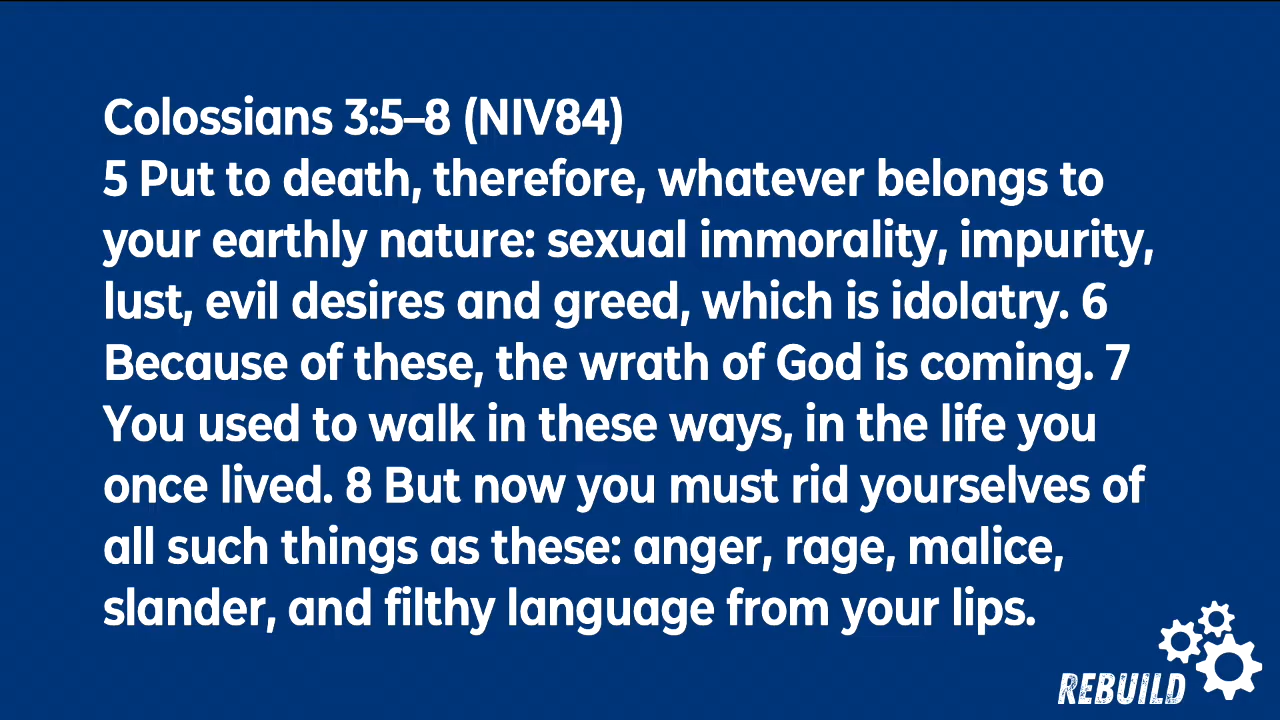 Colossians 3:5–8 (NIV84)
5 Put to death, therefore, whatever belongs to
your earthly nature: sexual immorality, impurity,
lust, evil desires and greed, which is idolatry. 6
Because of these, the wrath of God is coming. 7
You used to walk in these ways, in the life you
once lived. 8 But now you must rid yourselves of
all such things as these: anger, rage, malice,
slander, and filthy language from your lips.
REBUILD